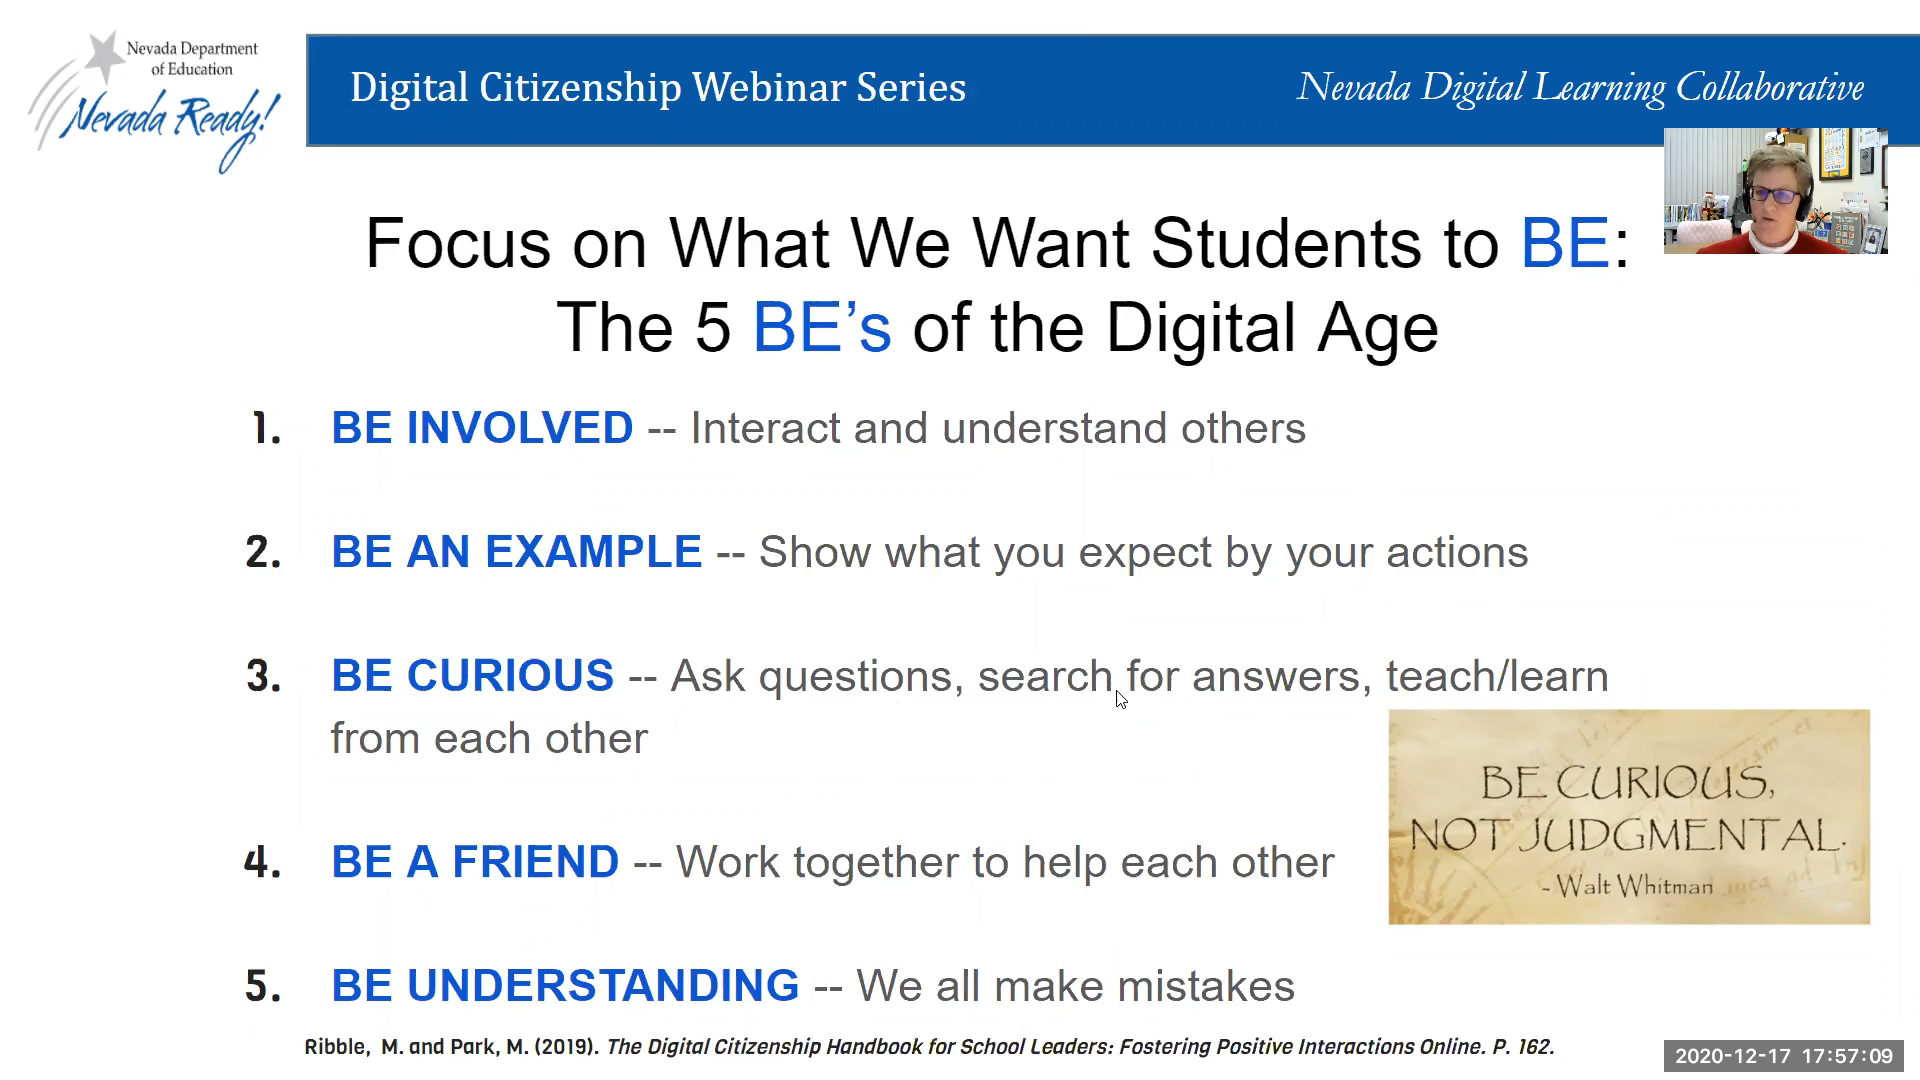 Nevada Department
of Education
Nevada Ready!
Digital Citizenship Webinar Series
Nevada Digital Learning Collaborative
Focus on What We Want Students to BE:
The 5 BE’s of the Digital Age
1. BE INVOLVED -- Interact and understand others
2. BE AN EXAMPLE -- Show what you expect by your actions
3. BE CURIOUS -- Ask questions, search for answers, teach/learn
from each other
BE CURIOUS,
NOT JUDGMENTAL.
- Walt Whitman
4. BE A FRIEND -- Work together to help each other
5. BE UNDERSTANDING -- We all make mistakes
Ribble, M. and Park, M. (2019). The Digital Citizenship Handbook for School Leaders: Fostering Positive Interactions Online. P. 162.
2020-12-17 17:57:09